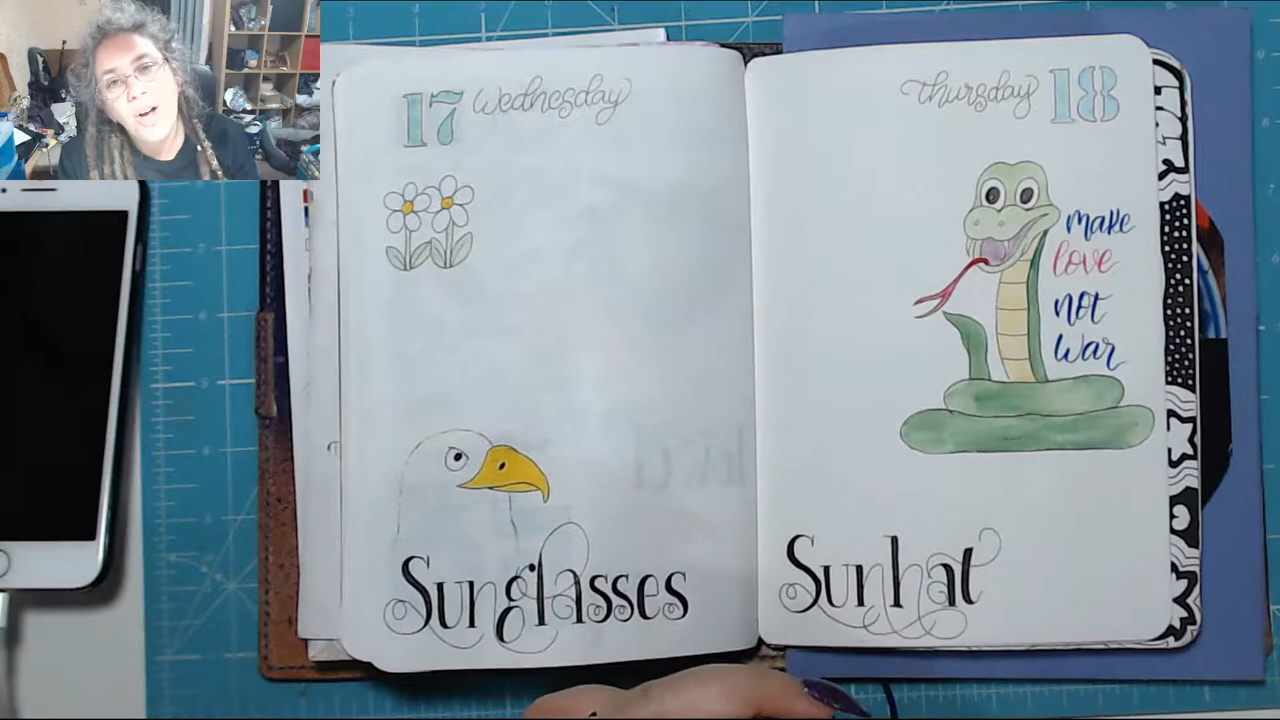 17 Wednesday
Thursday 18
make
love
not
war
Sunglasses
Sunhat